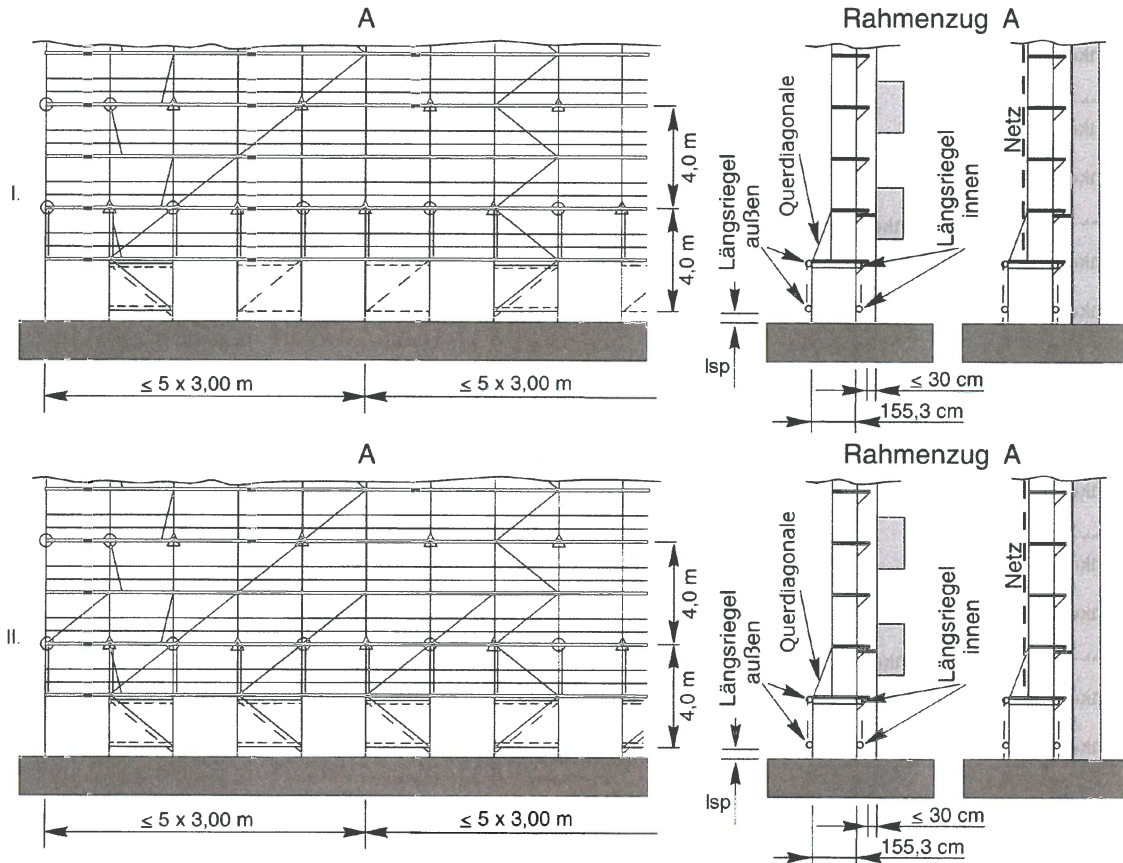 A
Rahmenzug A
I.
4,0 m
4,0 m
Längsriegel
außen
Querdiagonale
Längsriegel
innen
Netz
lsp
≤ 5 x 3,00 m
≤ 5 x 3,00 m
≤ 30 cm
155,3 cm
A
Rahmenzug A
II.
4,0 m
4,0 m
Längsriegel
außen
Querdiagonale
Längsriegel
innen
Netz
lsp
≤ 5 x 3,00 m
≤ 5 x 3,00 m
≤ 30 cm
155,3 cm